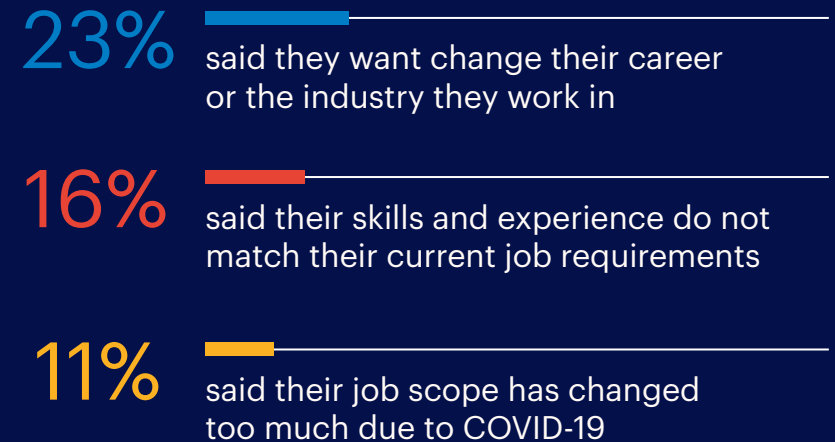 23%
said they want change their career
or the industry they work in
16%
said their skills and experience do not
match their current job requirements
11%
said their job scope has changed
too much due to COVID-19